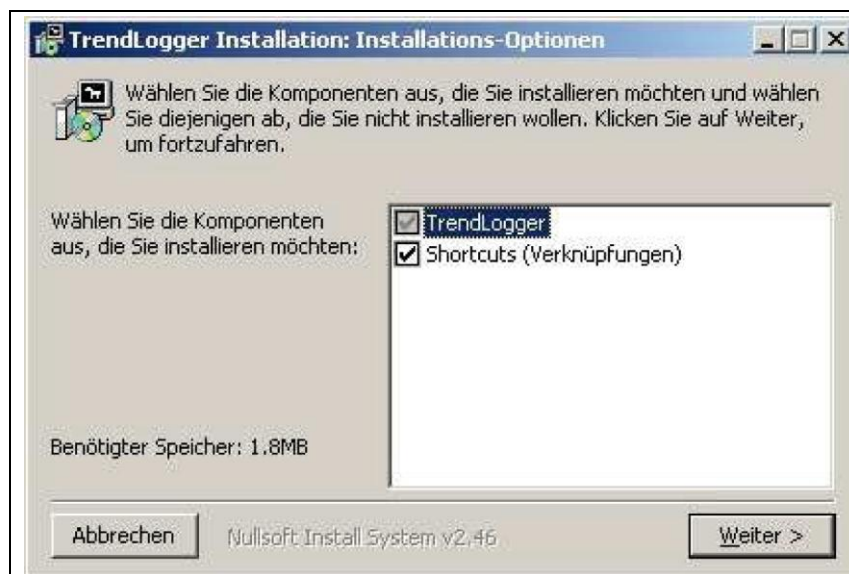 TrendLogger Installation: Installations-Optionen
Wählen Sie die Komponenten aus, die Sie installieren möchten und wählen
Sie diejenigen ab, die Sie nicht installieren wollen. Klicken Sie auf Weiter,
um fortzufahren.
Wählen Sie die Komponenten
aus, die Sie installieren möchten:
TrendLogger
Shortcuts (Verknüpfungen)
Benötigter Speicher: 1.8MB
Abbrechen
Nullsoft Install System v2.46
Weiter >